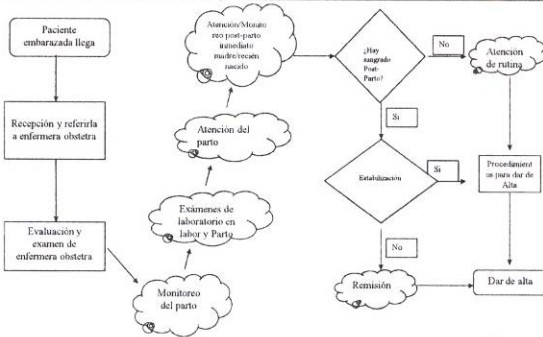 Paciente
embarazada llega
Recepción y referirla
a enfermera obstetra
Evaluación y
examen de
enfermera obstetra
Monitoreo
del parto
Exámenes de
laboratorio en
labor y Parto
Atención del
parto
Atención/Monito
reo post-parto
inmediato
madre/recién
nacido
¿Hay
sangrado
Post-
Parto?
No
Atención
de rutina
Si
Estabilización
Si
Procedimient
os para dar de
Alta
No
Remisión
Dar de alta